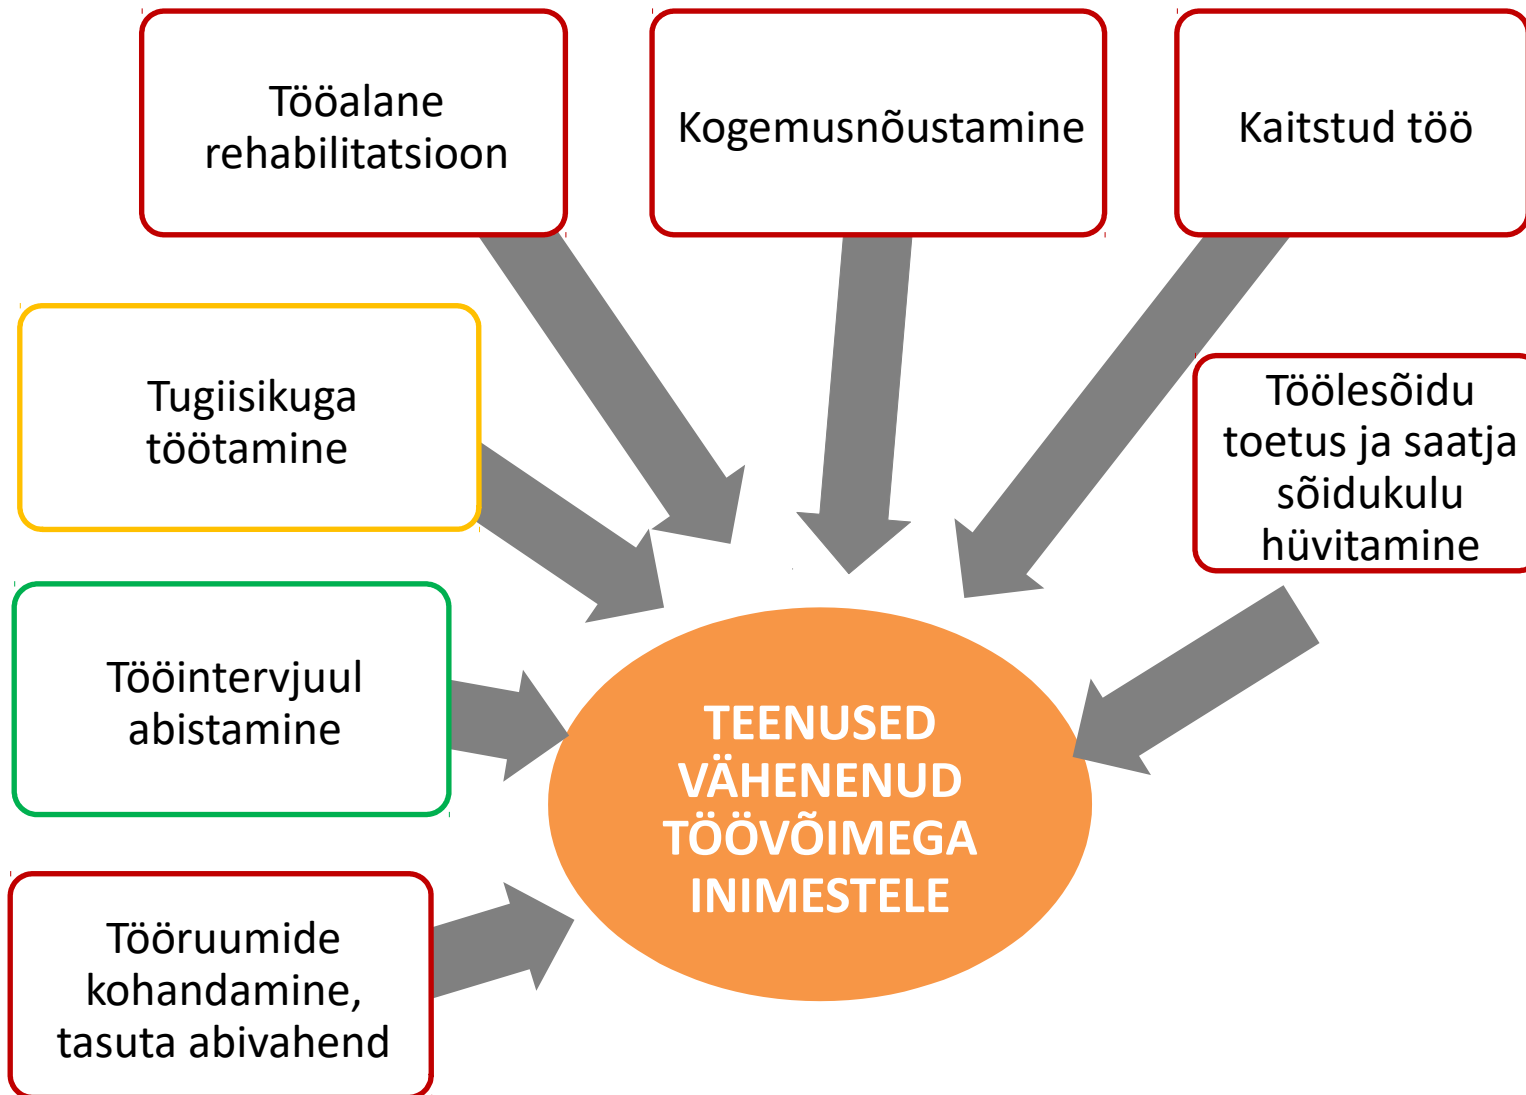 Tööalane
rehabilitatsioon
Kogemusnõustamine
Kaitstud töö
Tugiisikuga
töötamine
Töölesõidu
toetus ja saatja
sõidukulu
hüvitamine
Tööintervjuul
abistamine
TEENUSED
VÄHENENUD
TÖÖVÕIMEGA
INIMESTELE
Tööruumide
kohandamine,
tasuta abivahend